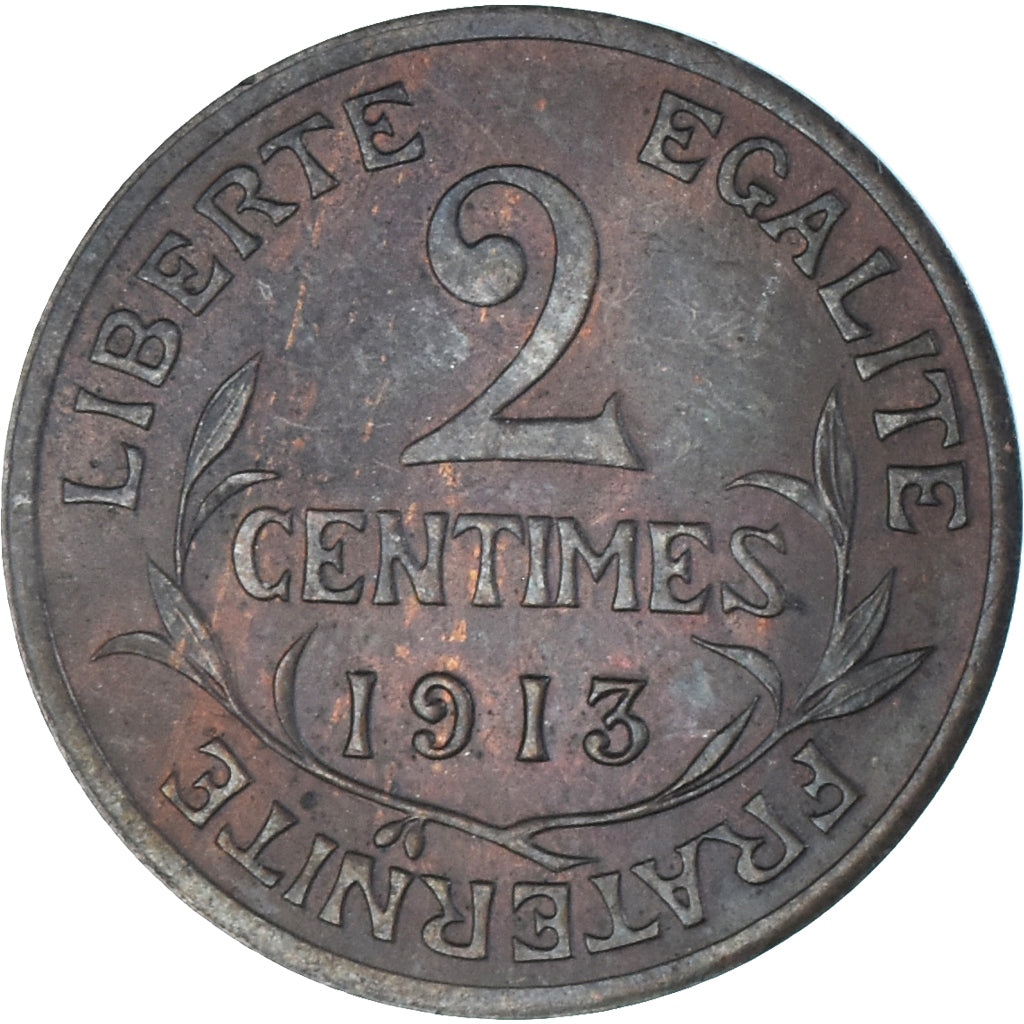 LIBERTE EGALITE FRATERNITE
2
CENTIMES
1913